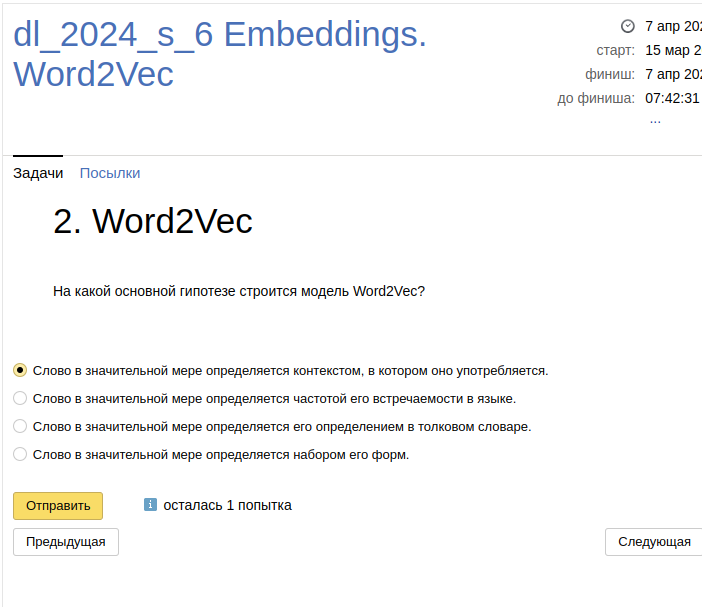 dl_2024_s_6 Embeddings.
Word2Vec
7 апр 202
старт: 15 мар 2
финиш: 7 апр 202
до финиша: 07:42:31
...
Задачи Посылки
2. Word2Vec
На какой основной гипотезе строится модель Word2Vec?
Слово в значительной мере определяется контекстом, в котором оно употребляется.
Слово в значительной мере определяется частотой его встречаемости в языке.
Слово в значительной мере определяется его определением в толковом словаре.
Слово в значительной мере определяется набором его форм.
Отправить осталась 1 попытка
Предыдущая Следующая